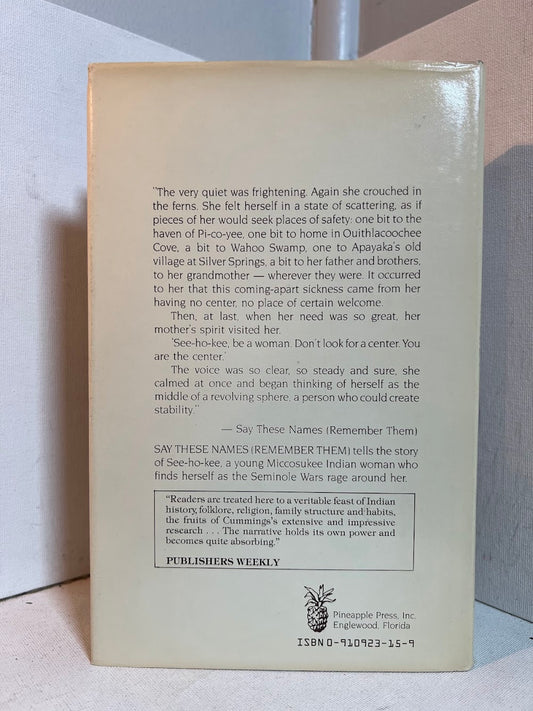 "The very quiet was frightening. Again she crouched in
the ferns. She felt herself in a state of scattering, as if
pieces of her would seek places of safety: one bit to the
haven of Pi-co-yee, one bit to home in Ouithlacoochee
Cove, a bit to Wahoo Swamp, one to Apayaka's old
village at Silver Springs, a bit to her father and brothers,
to her grandmother — wherever they were. It occurred
to her that this coming-apart sickness came from her
having no center, no place of certain welcome.
Then, at last, when her need was so great, her
mother's spirit visited her.
'See-ho-kee, be a woman. Don't look for a center. You
are the center.'
The voice was so clear, so steady and sure, she
calmed at once and began thinking of herself as the
middle of a revolving sphere, a person who could create
stability."
— Say These Names (Remember Them)
SAY THESE NAMES (REMEMBER THEM) tells the story
of See-ho-kee, a young Miccosukee Indian woman who
finds herself as the Seminole Wars rage around her.
"Readers are treated here to a veritable feast of Indian
history, folklore, religion, family structure and habits,
the fruits of Cummings's extensive and impressive
research . . . The narrative holds its own power and
becomes quite absorbing."
PUBLISHERS WEEKLY
Pineapple Press, Inc.
Englewood, Florida
ISBN 0-910923-15-9